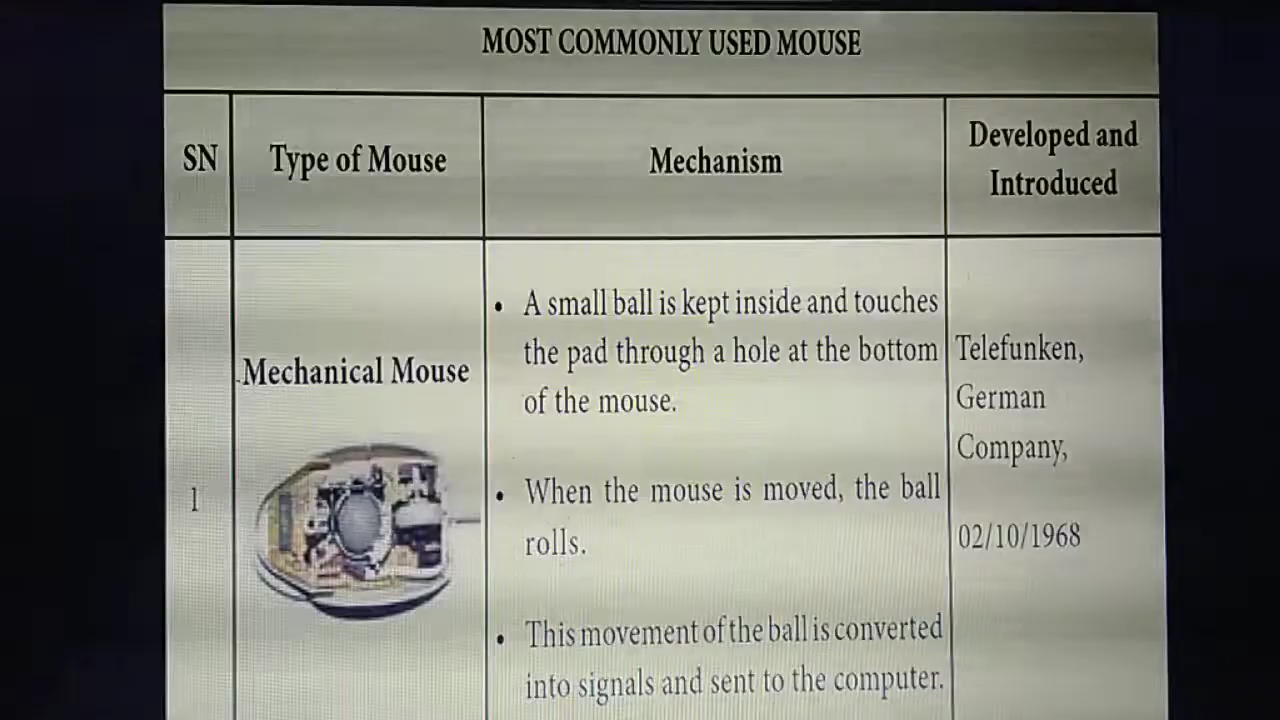 MOST COMMONLY USED MOUSE
SN
Type of Mouse
Mechanism
Developed and
Introduced
1
Mechanical Mouse
• A small ball is kept inside and touches
the pad through a hole at the bottom
of the mouse.
• When the mouse is moved, the ball
rolls.
• This movement of the ball is converted
into signals and sent to the computer.
Telefunken,
German
Company,
02/10/1968